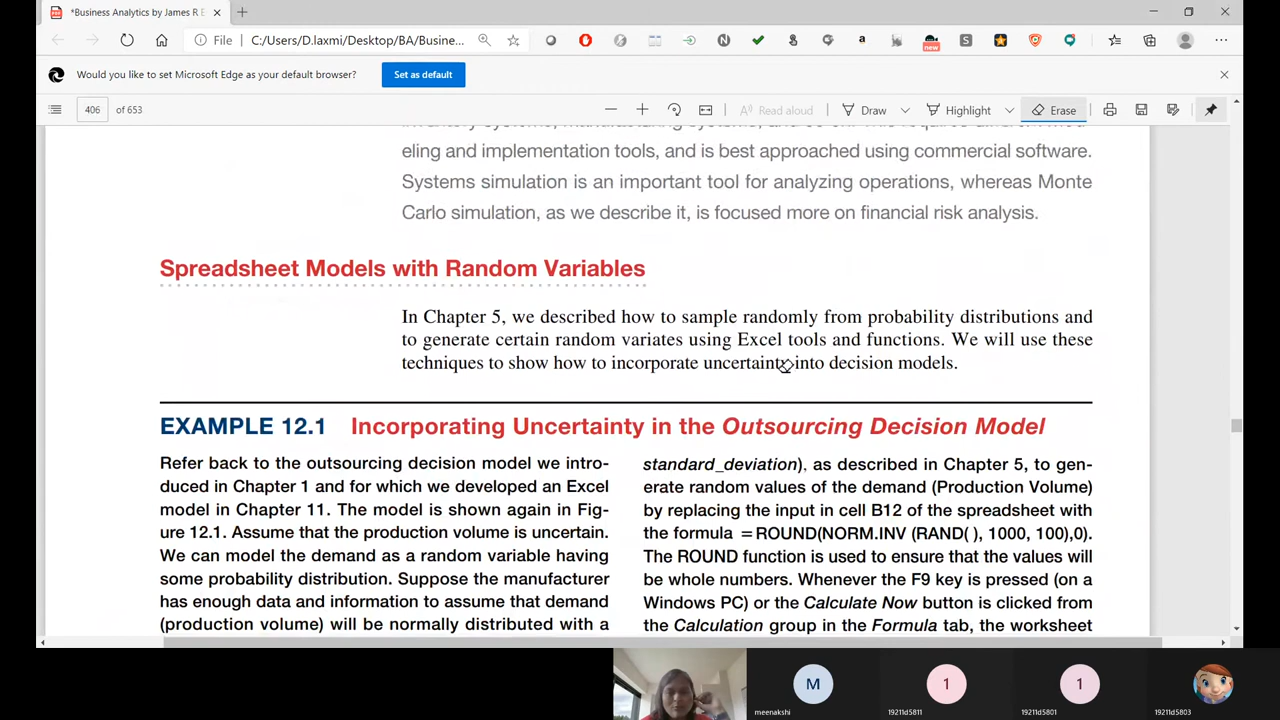 *Business Analytics by James R E
File
C:/Users/D.laxmi/Desktop/BA/Busine...
a
N
S
new
Would you like to set Microsoft Edge as your default browser?
Set as default
406 of 653
Read aloud
Draw
Highlight
Erase
eling and implementation tools, and is best approached using commercial software.
Systems simulation is an important tool for analyzing operations, whereas Monte
Carlo simulation, as we describe it, is focused more on financial risk analysis.
Spreadsheet Models with Random Variables
In Chapter 5, we described how to sample randomly from probability distributions and
to generate certain random variates using Excel tools and functions. We will use these
techniques to show how to incorporate uncertainty into decision models.
EXAMPLE 12.1 Incorporating Uncertainty in the Outsourcing Decision Model
Refer back to the outsourcing decision model we intro-
duced in Chapter 1 and for which we developed an Excel
model in Chapter 11. The model is shown again in Fig-
ure 12.1. Assume that the production volume is uncertain.
We can model the demand as a random variable having
some probability distribution. Suppose the manufacturer
has enough data and information to assume that demand
(production volume) will be normally distributed with a
standard_deviation), as described in Chapter 5, to gen-
erate random values of the demand (Production Volume)
by replacing the input in cell B12 of the spreadsheet with
the formula =ROUND(NORM.INV (RAND( ), 1000, 100),0).
The ROUND function is used to ensure that the values will
be whole numbers. Whenever the F9 key is pressed (on a
Windows PC) or the Calculate Now button is clicked from
the Calculation group in the Formula tab, the worksheet
M
meenakshi
1
19211d5811
1
19211d5801
19211d5803